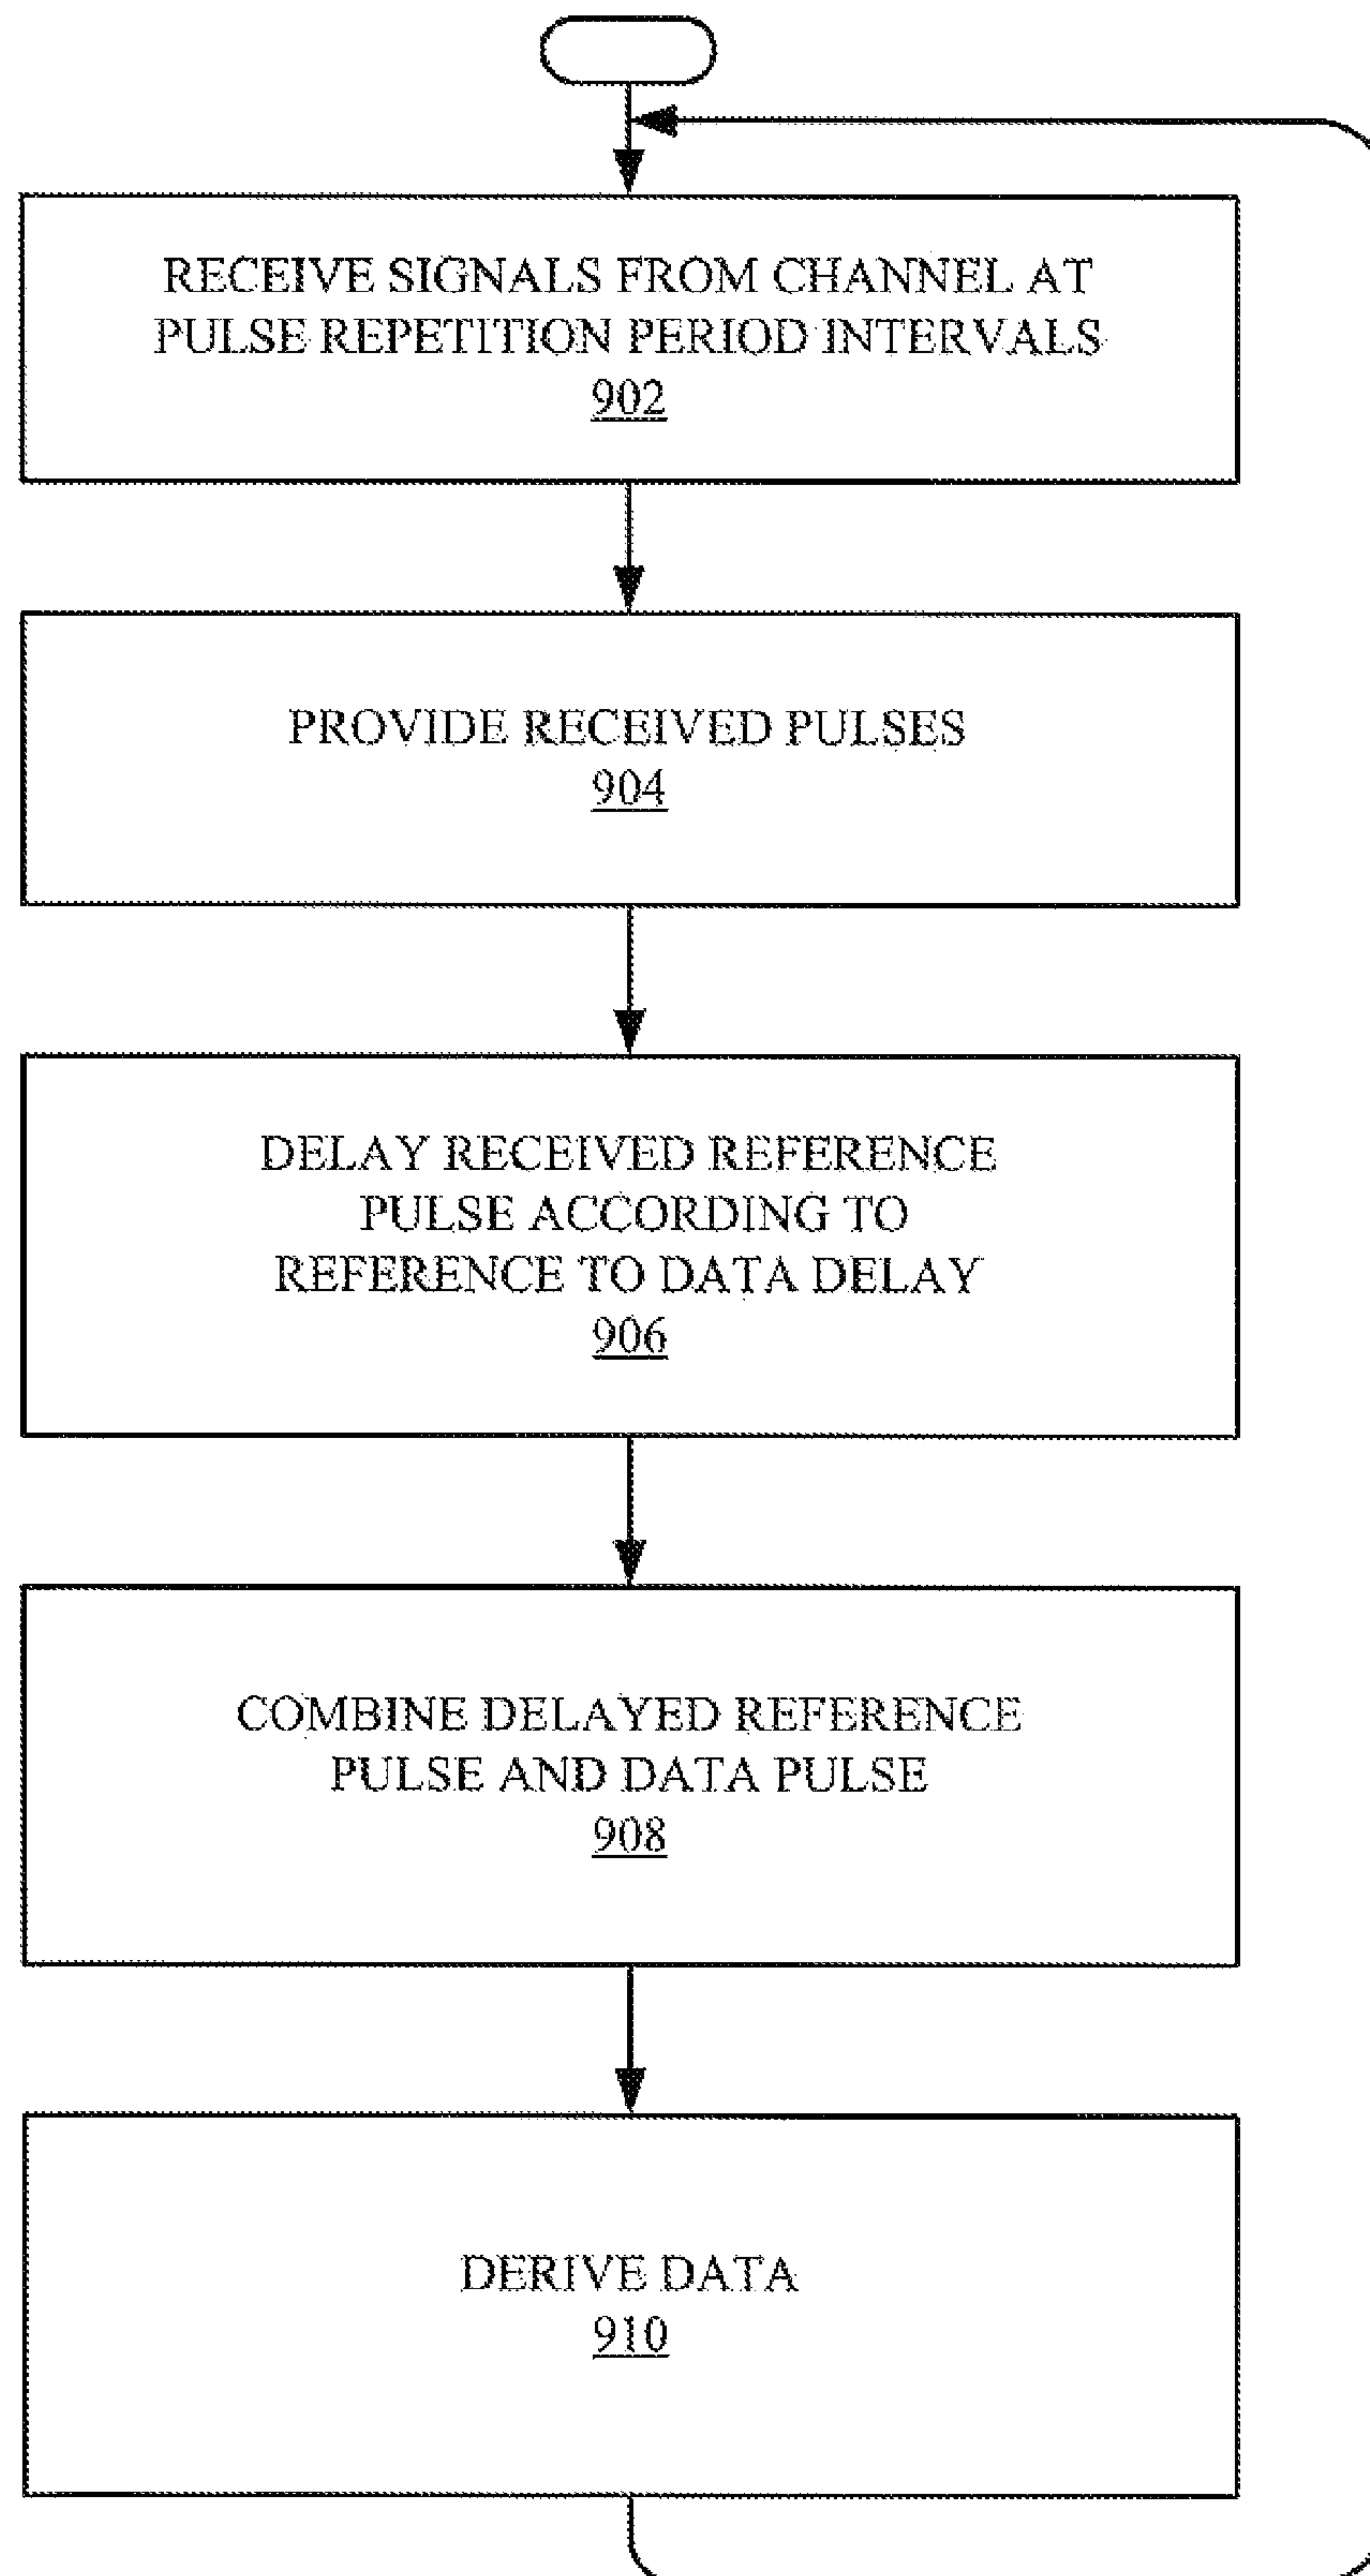 RECEIVE SIGNALS FROM CHANNEL AT
PULSE REPETITION PERIOD INTERVALS
902
PROVIDE RECEIVED PULSES
904
DELAY RECEIVED REFERENCE
PULSE ACCORDING TO
REFERENCE TO DATA DELAY
906
COMBINE DELAYED REFERENCE
PULSE AND DATA PULSE
908
DERIVE DATA
910